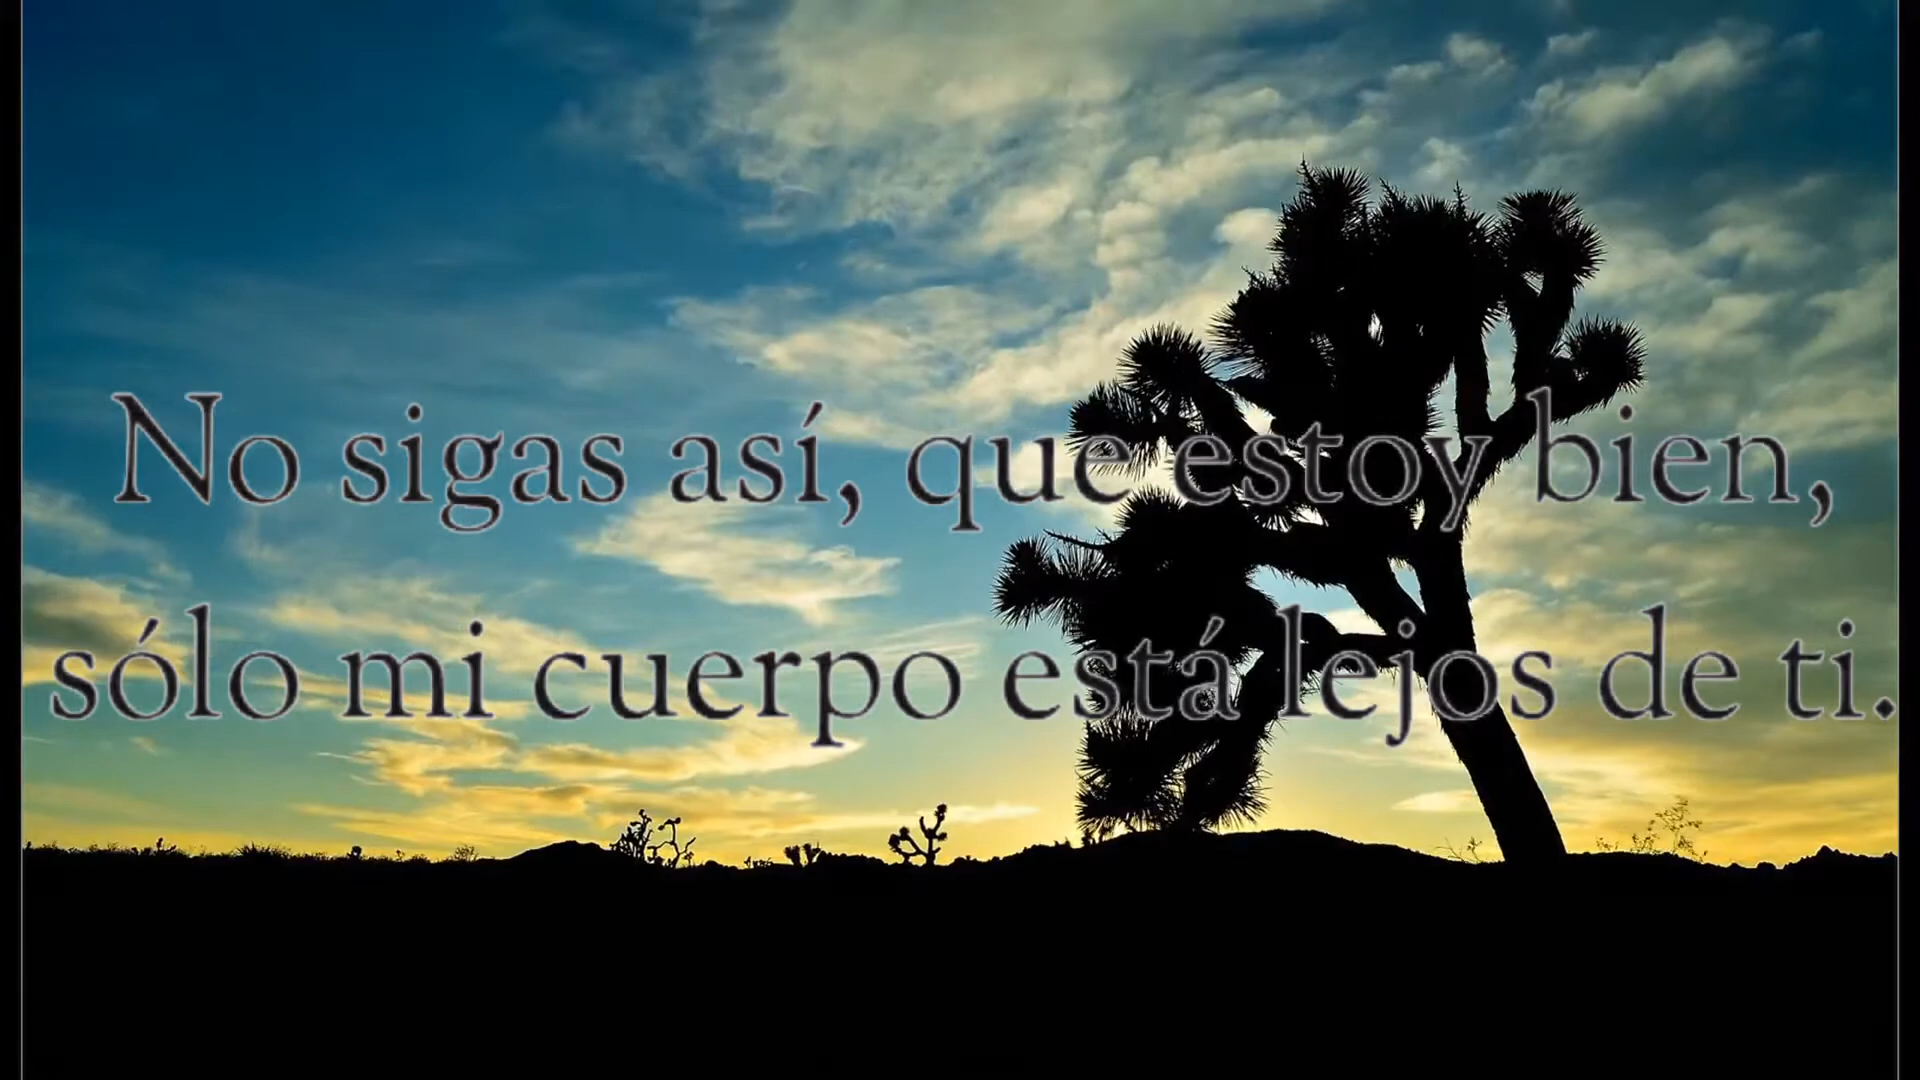 No sigas así, que estoy bien,
sólo mi cuerpo está lejos de ti.